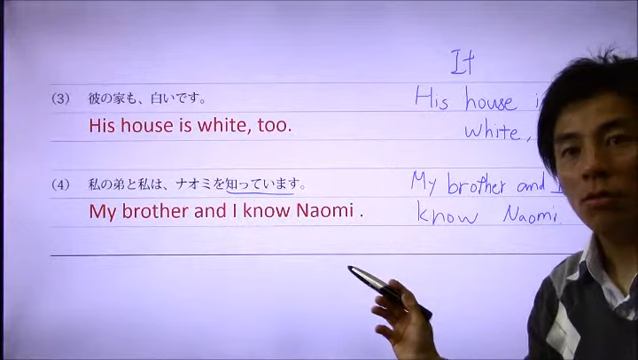 It
(3) 彼の家も、白いです。
His house
His house is white, too.
white,
(4) 私の弟と私は、ナオミを知っています。
My brother and I
My brother and I know Naomi .
know Naomi.